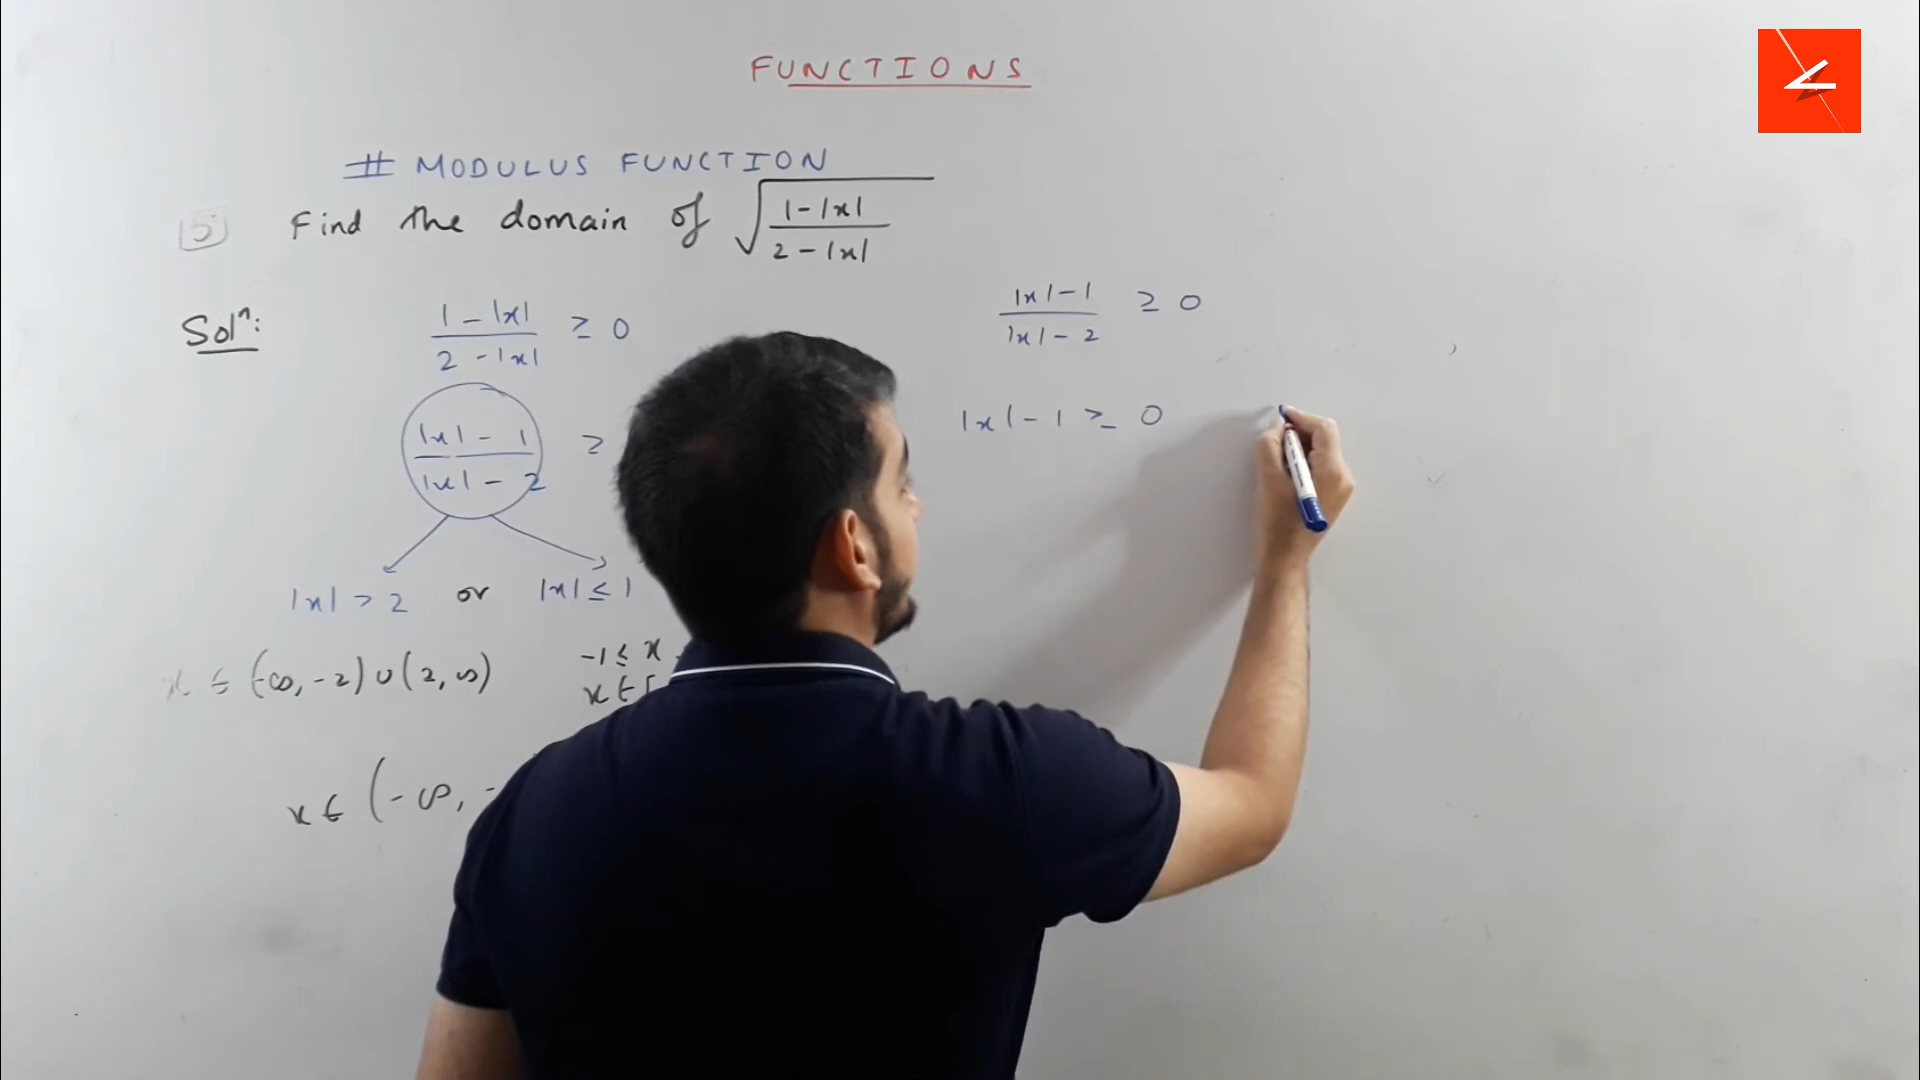 FUNCTIONS
# MODULUS FUNCTION
5 Find the domain of √((1-|x|)/(2-|x|))
Solⁿ: (1-|x|)/(2-|x|) ≥ 0
(|x|-1)/(|x|-2) ≥
|x| > 2 or |x| ≤ 1
x ∈ (-∞, -2) ∪ (2, ∞)
-1 ≤ x
x ∈ [
x ∈ (-∞, -
(|x|-1)/(|x|-2) ≥ 0
|x|-1 ≥ 0